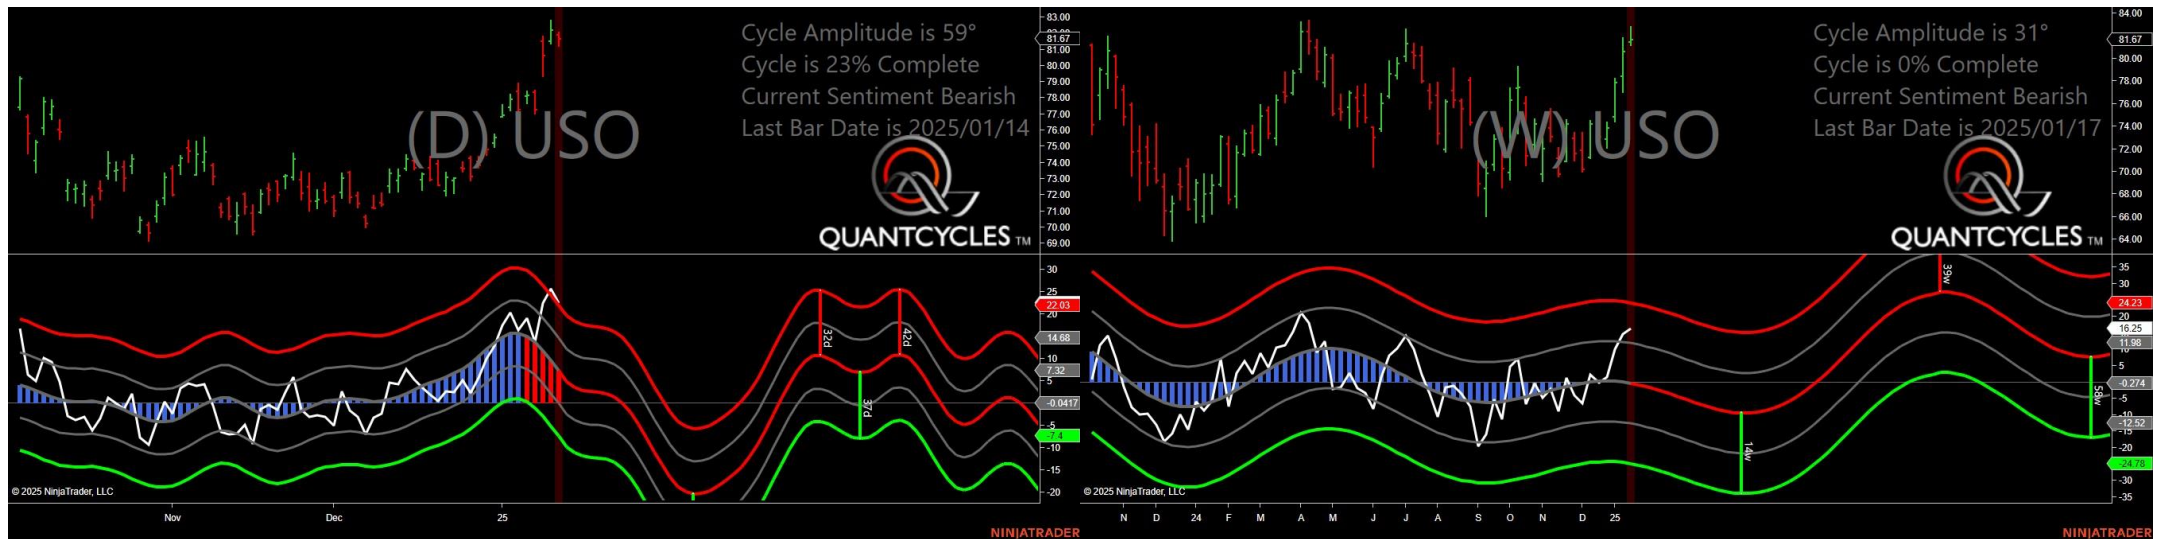 Cycle Amplitude is 59°
Cycle is 23% Complete
Current Sentiment Bearish
Last Bar Date is 2025/01/14
(D) USO
QUANTCYCLES TM
83.00
81.67
81.00
80.00
79.00
78.00
77.00
76.00
75.00
74.00
73.00
72.00
71.00
70.00
69.00
30
25
22.03
20
14.68
10
7.32
5
-0.0417
-5
-7.4
-10
-15
-20
32d
42d
37d
© 2025 NinjaTrader, LLC
Nov
Dec
25
NINJATRADER
Cycle Amplitude is 31°
Cycle is 0% Complete
Current Sentiment Bearish
Last Bar Date is 2025/01/17
(W) USO
QUANTCYCLES TM
84.00
81.67
80.00
78.00
76.00
74.00
72.00
70.00
68.00
66.00
64.00
35
30
24.23
20
16.25
11.98
5
-0.274
-5
-10
-12.52
-15
-20
-24.78
-30
-35
39w
14w
58w
© 2025 NinjaTrader, LLC
N D 24 F M A M J J A S O N D 25
NINJATRADER